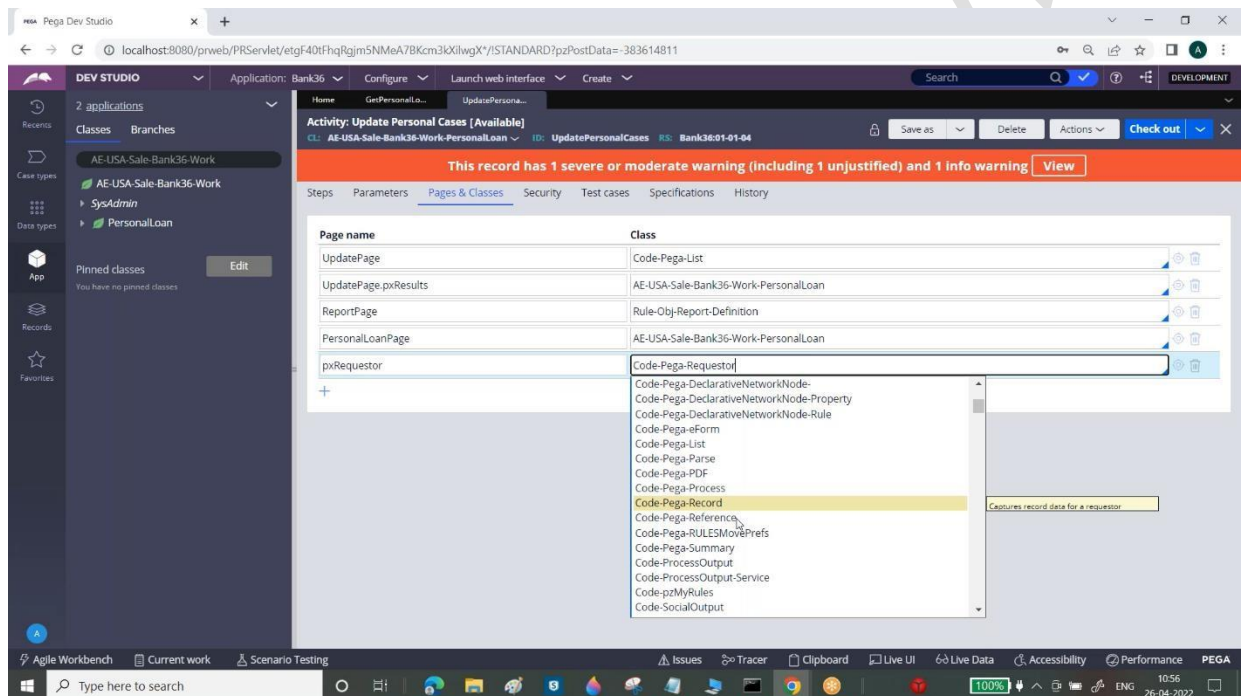 PEGA Pega Dev Studio
localhost:8080/prweb/PRServlet/etgF40tFhqRgjm5NMeA7BKcm3kXilwgX*/!STANDARD?pzPostData=-383614811
A
DEV STUDIO Application: Bank36 Configure Launch web interface Create Search DEVELOPMENT
Recents
Case types
Data types
App
Records
Favorites
2 applications
Classes Branches
AE-USA-Sale-Bank36-Work
AE-USA-Sale-Bank36-Work
SysAdmin
PersonalLoan
Pinned classes Edit
You have no pinned classes
Home GetPersonalLo... UpdatePersona...
Activity: Update Personal Cases [Available]
CL: AE-USA-Sale-Bank36-Work-PersonalLoan ID: UpdatePersonalCases RS: Bank36:01-01-04
Save as Delete Actions Check out
This record has 1 severe or moderate warning (including 1 unjustified) and 1 info warning View
Steps Parameters Pages & Classes Security Test cases Specifications History
Page name Class
UpdatePage Code-Pega-List
UpdatePage.pxResults AE-USA-Sale-Bank36-Work-PersonalLoan
ReportPage Rule-Obj-Report-Definition
PersonalLoanPage AE-USA-Sale-Bank36-Work-PersonalLoan
pxRequestor Code-Pega-Requestor
Code-Pega-DeclarativeNetworkNode-
Code-Pega-DeclarativeNetworkNode-Property
Code-Pega-DeclarativeNetworkNode-Rule
Code-Pega-eForm
Code-Pega-List
Code-Pega-Parse
Code-Pega-PDF
Code-Pega-Process
Code-Pega-Record
Captures record data for a requestor
Code-Pega-Reference
Code-Pega-RULESMovePrefs
Code-Pega-Summary
Code-ProcessOutput
Code-ProcessOutput-Service
Code-pzMyRules
Code-SocialOutput
A
Agile Workbench Current work Scenario Testing Issues Tracer Clipboard Live UI Live Data Accessibility Performance PEGA
Type here to search 100% ENG 10:56
26-04-2022